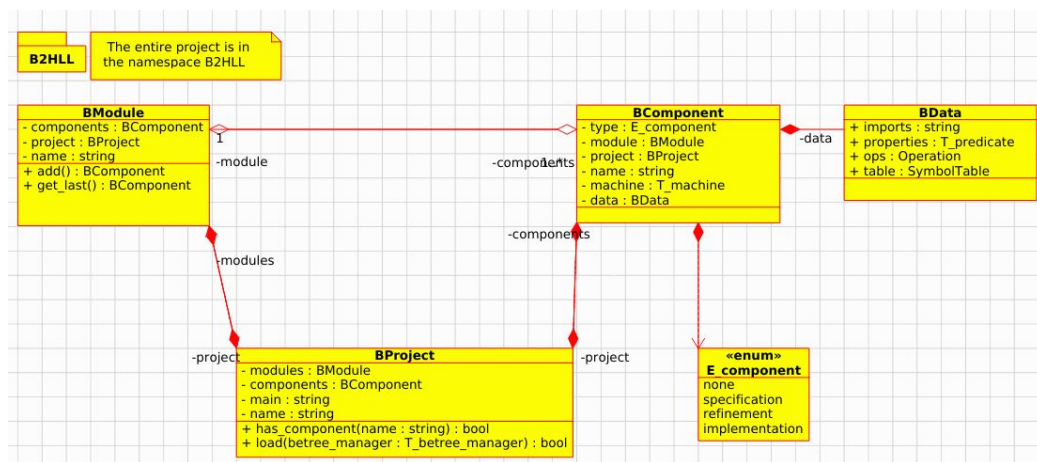 B2HLL
The entire project is in
the namespace B2HLL
BModule
- components : BComponent
- project : BProject
- name : string
+ add() : BComponent
+ get_last() : BComponent
1
-module
-components
BComponent
- type : E_component
- module : BModule
- project : BProject
- name : string
- machine : T_machine
- data : BData
-data
BData
+ imports : string
+ properties : T_predicate
+ ops : Operation
+ table : SymbolTable
-components
-modules
-project
-project
BProject
- modules : BModule
- components : BComponent
- main : string
- name : string
+ has_component(name : string) : bool
+ load(betree_manager : T_betree_manager) : bool
«enum»
E_component
none
specification
refinement
implementation